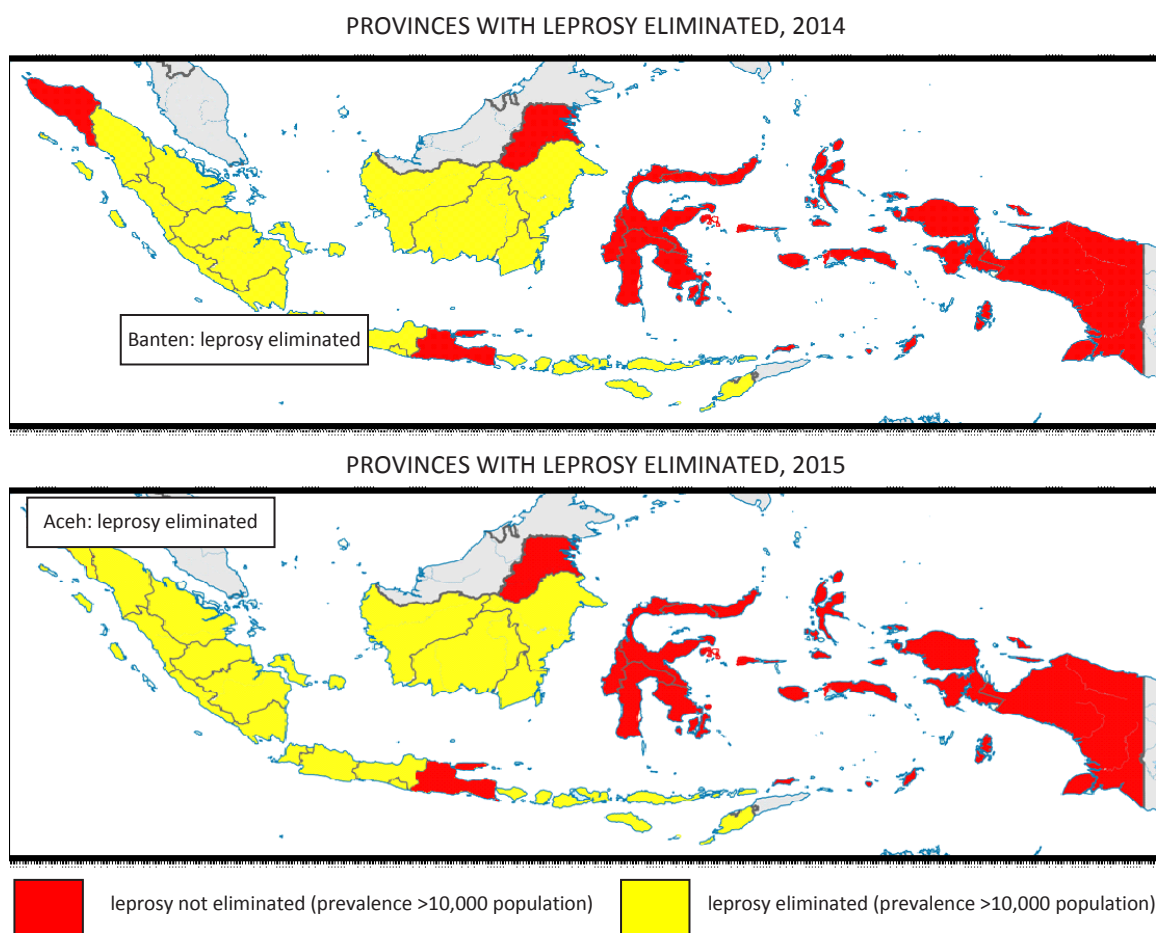 PROVINCES WITH LEPROSY ELIMINATED, 2014
Banten: leprosy eliminated
PROVINCES WITH LEPROSY ELIMINATED, 2015
Aceh: leprosy eliminated
leprosy not eliminated (prevalence >10,000 population)
leprosy eliminated (prevalence >10,000 population)